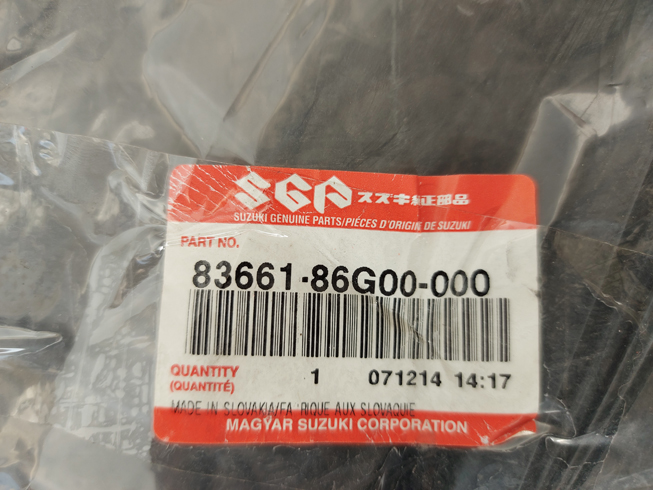 SGP スズキ純正部品
SUZUKI GENUINE PARTS/PIÈCES D'ORIGINE DE SUZUKI
PART NO.
83661-86G00-000
QUANTITY 1 071214 14:17
(QUANTITÉ)
MADE IN SLOVAKIA/FA RIQUE AUX SLOVAQUIE
MAGYAR SUZUKI CORPORATION